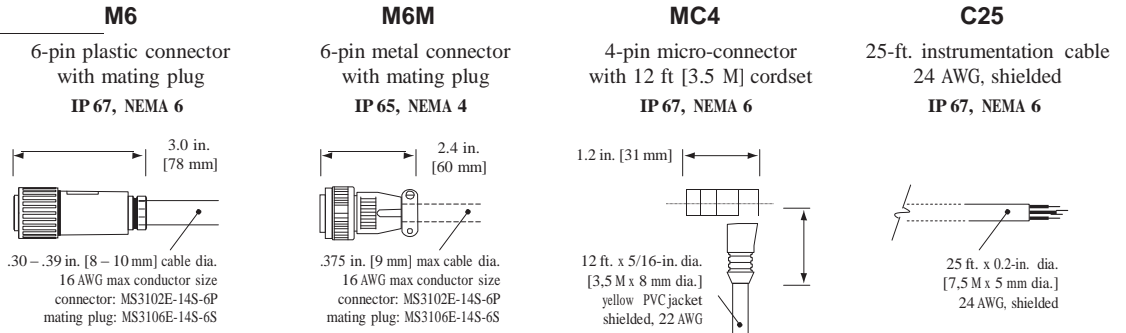 M6
6-pin plastic connector
with mating plug
IP 67, NEMA 6
3.0 in.
[78 mm]
.30 – .39 in. [8 – 10 mm] cable dia.
16 AWG max conductor size
connector: MS3102E-14S-6P
mating plug: MS3106E-14S-6S
M6M
6-pin metal connector
with mating plug
IP 65, NEMA 4
2.4 in.
[60 mm]
.375 in. [9 mm] max cable dia.
16 AWG max conductor size
connector: MS3102E-14S-6P
mating plug: MS3106E-14S-6S
MC4
4-pin micro-connector
with 12 ft [3.5 M] cordset
IP 67, NEMA 6
1.2 in. [31 mm]
12 ft. x 5/16-in. dia.
[3,5 M x 8 mm dia.]
yellow PVC jacket
shielded, 22 AWG
C25
25-ft. instrumentation cable
24 AWG, shielded
IP 67, NEMA 6
25 ft. x 0.2-in. dia.
[7,5 M x 5 mm dia.]
24 AWG, shielded